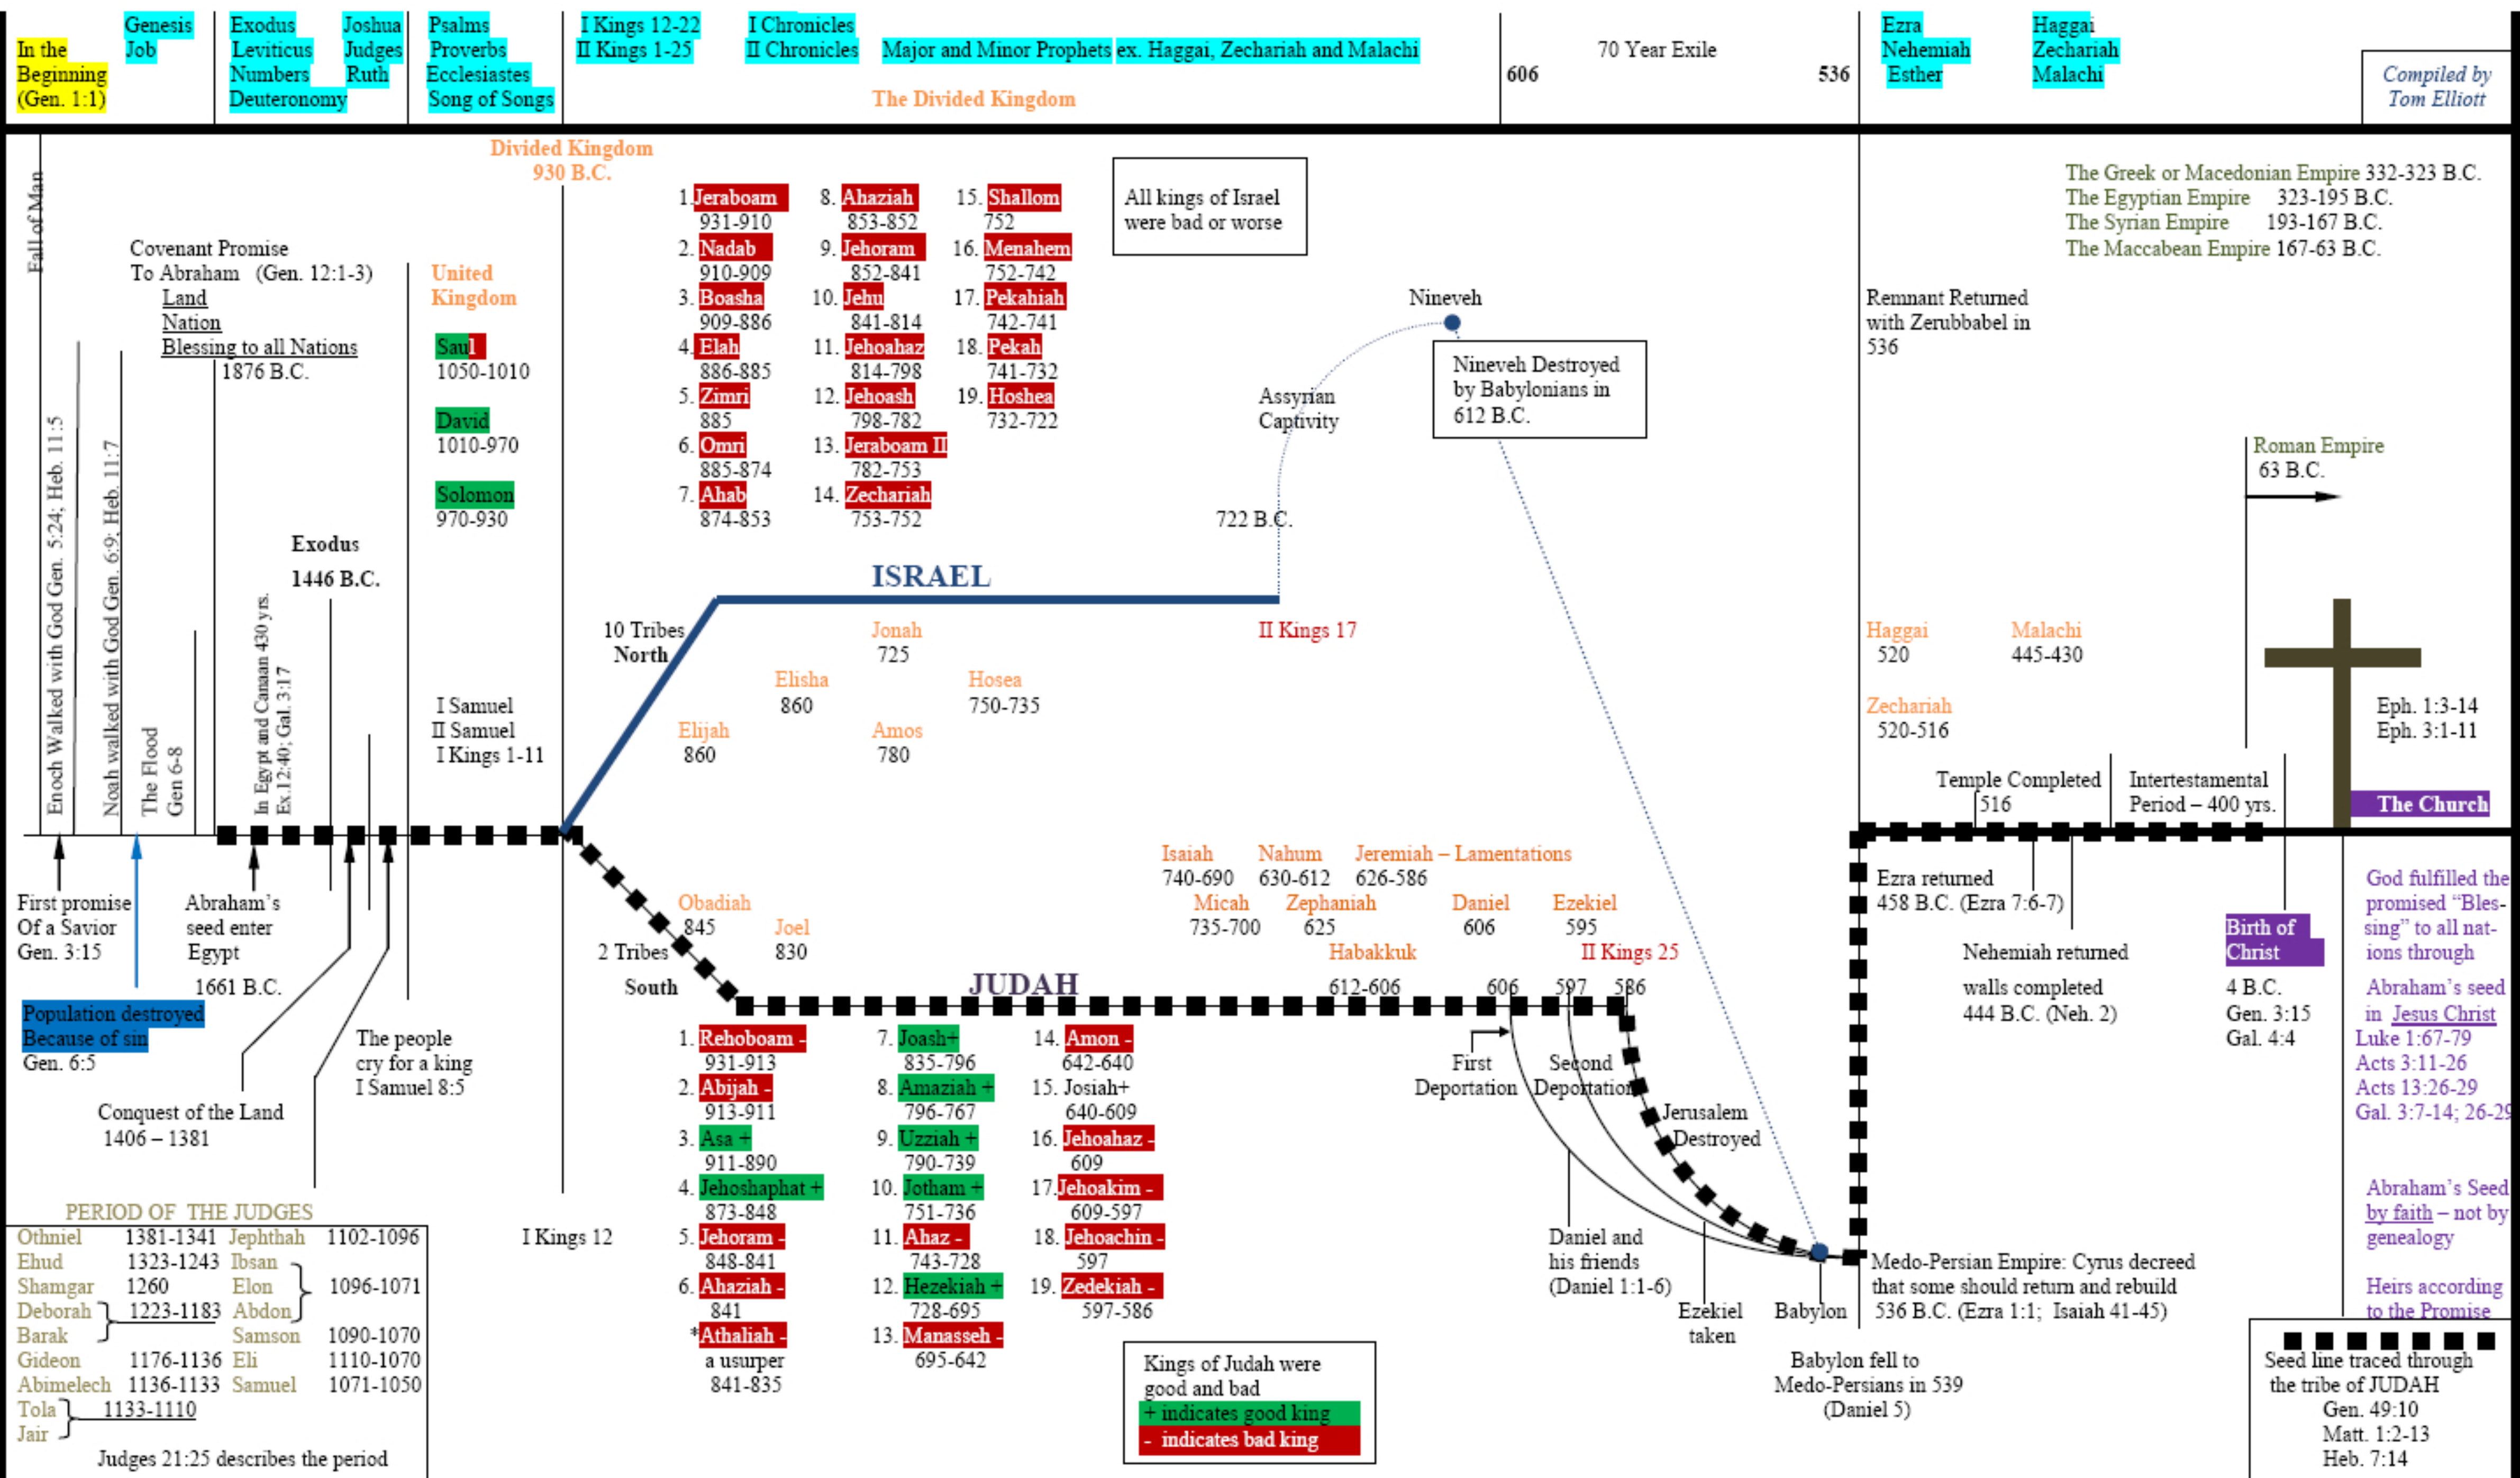 In the
Beginning
(Gen. 1:1)
Genesis
Job
Exodus
Leviticus
Numbers
Deuteronomy
Joshua
Judges
Ruth
Psalms
Proverbs
Ecclesiastes
Song of Songs
I Kings 12-22
II Kings 1-25
I Chronicles
II Chronicles
Major and Minor Prophets ex. Haggai, Zechariah and Malachi
The Divided Kingdom
606
70 Year Exile
536
Ezra
Nehemiah
Esther
Haggai
Zechariah
Malachi
Compiled by
Tom Elliott
Fall of Man
Enoch Walked with God Gen. 5:24; Heb. 11:5
Noah walked with God Gen. 6:9; Heb. 11:7
The Flood
Gen 6-8
Covenant Promise
To Abraham (Gen. 12:1-3)
Land
Nation
Blessing to all Nations
1876 B.C.
In Egypt and Canaan 430 yrs.
Ex.12:40; Gal. 3:17
Exodus
1446 B.C.
United
Kingdom
Saul
1050-1010
David
1010-970
Solomon
970-930
I Samuel
II Samuel
I Kings 1-11
Divided Kingdom
930 B.C.
1. Jeraboam
931-910
2. Nadab
910-909
3. Boasha
909-886
4. Elah
886-885
5. Zimri
885
6. Omri
885-874
7. Ahab
874-853
8. Ahaziah
853-852
9. Jehoram
852-841
10. Jehu
841-814
11. Jehoahaz
814-798
12. Jehoash
798-782
13. Jeraboam II
782-753
14. Zechariah
753-752
15. Shallom
752
16. Menahem
752-742
17. Pekahiah
742-741
18. Pekah
741-732
19. Hoshea
732-722
All kings of Israel
were bad or worse
Nineveh
Nineveh Destroyed
by Babylonians in
612 B.C.
Assyrian
Captivity
722 B.C.
ISRAEL
10 Tribes
North
Jonah
725
Elisha
860
Hosea
750-735
Elijah
860
Amos
780
II Kings 17
The Greek or Macedonian Empire 332-323 B.C.
The Egyptian Empire 323-195 B.C.
The Syrian Empire 193-167 B.C.
The Maccabean Empire 167-63 B.C.
Remnant Returned
with Zerubbabel in
536
Roman Empire
63 B.C.
Haggai
520
Malachi
445-430
Zechariah
520-516
Eph. 1:3-14
Eph. 3:1-11
Temple Completed
516
Intertestamental
Period – 400 yrs.
The Church
First promise
Of a Savior
Gen. 3:15
Population destroyed
Because of sin
Gen. 6:5
Abraham's
seed enter
Egypt
1661 B.C.
Conquest of the Land
1406 – 1381
The people
cry for a king
I Samuel 8:5
2 Tribes
South
Obadiah
845
Joel
830
JUDAH
Isaiah
740-690
Nahum
630-612
Jeremiah – Lamentations
626-586
Micah
735-700
Zephaniah
625
Daniel
606
Ezekiel
595
Habakkuk
612-606
II Kings 25
606
597
586
1. Rehoboam -
931-913
2. Abijah -
913-911
3. Asa +
911-890
4. Jehoshaphat +
873-848
5. Jehoram -
848-841
6. Ahaziah -
841
*Athaliah -
a usurper
841-835
7. Joash+
835-796
8. Amaziah +
796-767
9. Uzziah +
790-739
10. Jotham +
751-736
11. Ahaz -
743-728
12. Hezekiah +
728-695
13. Manasseh -
695-642
14. Amon -
642-640
15. Josiah+
640-609
16. Jehoahaz -
609
17. Jehoakim -
609-597
18. Jehoachin -
597
19. Zedekiah -
597-586
Kings of Judah were
good and bad
+ indicates good king
- indicates bad king
First
Deportation
Second
Deportation
Jerusalem
Destroyed
Daniel and
his friends
(Daniel 1:1-6)
Ezekiel
taken
Babylon
Babylon fell to
Medo-Persians in 539
(Daniel 5)
Medo-Persian Empire: Cyrus decreed
that some should return and rebuild
536 B.C. (Ezra 1:1; Isaiah 41-45)
Ezra returned
458 B.C. (Ezra 7:6-7)
Nehemiah returned
walls completed
444 B.C. (Neh. 2)
Birth of
Christ
4 B.C.
Gen. 3:15
Gal. 4:4
God fulfilled the
promised “Bles-
sing” to all nat-
ions through
Abraham's seed
in Jesus Christ
Luke 1:67-79
Acts 3:11-26
Acts 13:26-29
Gal. 3:7-14; 26-29
Abraham's Seed
by faith – not by
genealogy
Heirs according
to the Promise
Seed line traced through
the tribe of JUDAH
Gen. 49:10
Matt. 1:2-13
Heb. 7:14
I Kings 12
PERIOD OF THE JUDGES
Othniel 1381-1341
Ehud 1323-1243
Shamgar 1260
Deborah 1223-1183
Barak
Gideon 1176-1136
Abimelech 1136-1133
Tola 1133-1110
Jair
Jephthah 1102-1096
Ibsan
Elon 1096-1071
Abdon
Samson 1090-1070
Eli 1110-1070
Samuel 1071-1050
Judges 21:25 describes the period